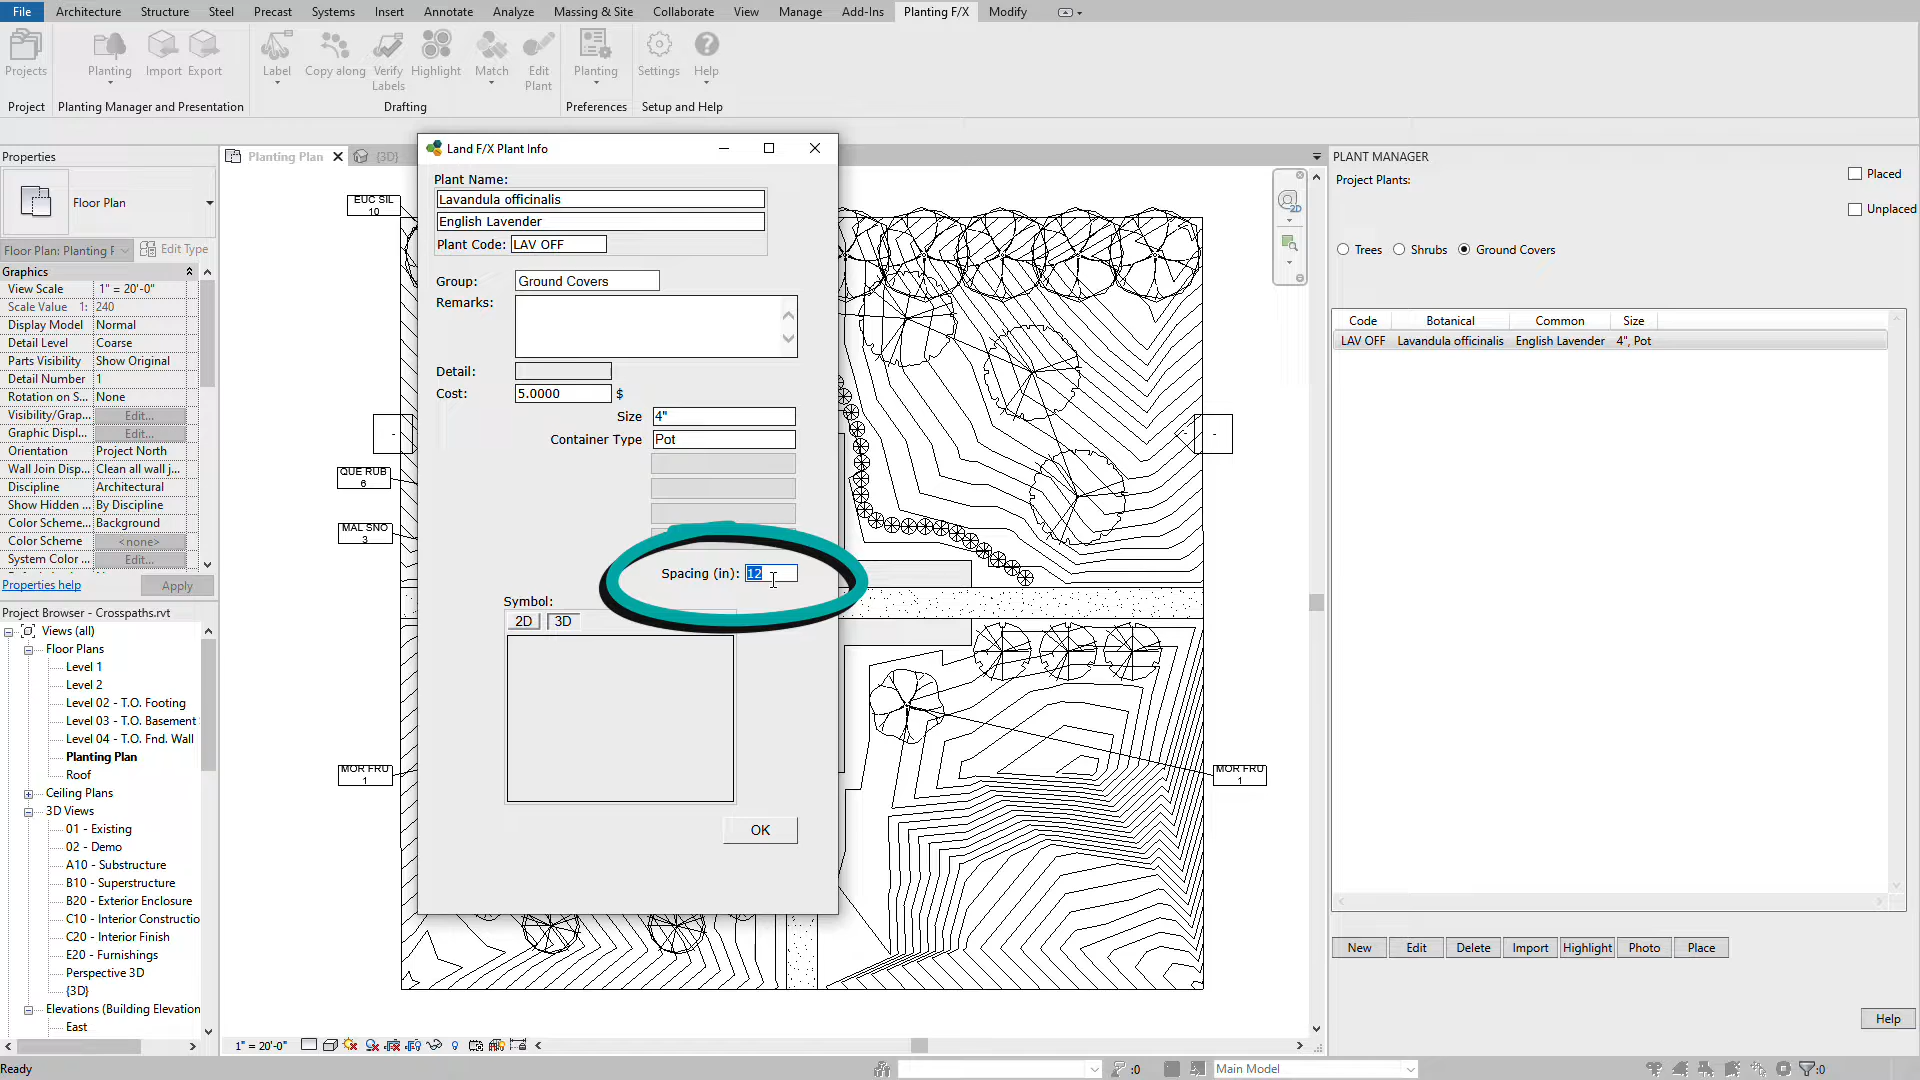 File Architecture Structure Steel Precast Systems Insert Annotate Analyze Massing & Site Collaborate View Manage Add-Ins Planting F/X Modify
Projects Planting Import Export Label Copy along Verify Labels Highlight Match Edit Plant Planting Settings Help
Project Planting Manager and Presentation Drafting Preferences Setup and Help
Properties
Floor Plan
Floor Plan: Planting F
Edit Type
Graphics
View Scale 1" = 20'-0"
Scale Value 1: 240
Display Model Normal
Detail Level Coarse
Parts Visibility Show Original
Detail Number 1
Rotation on S... None
Visibility/Grap... Edit...
Graphic Displ... Edit...
Orientation Project North
Wall Join Disp... Clean all wall j...
Discipline Architectural
Show Hidden ... By Discipline
Color Scheme... Background
Color Scheme <none>
System Color ... Edit...
Properties help
Apply
Project Browser - Crosspaths.rvt
Views (all)
Floor Plans
Level 1
Level 2
Level 02 - T.O. Footing
Level 03 - T.O. Basement
Level 04 - T.O. Fnd. Wall
Planting Plan
Roof
Ceiling Plans
3D Views
01 - Existing
02 - Demo
A10 - Substructure
B10 - Superstructure
B20 - Exterior Enclosure
C10 - Interior Constructio
C20 - Interior Finish
E20 - Furnishings
Perspective 3D
{3D}
Elevations (Building Elevation
East
Ready
Planting Plan
{3D}
EUC SIL
10
QUE RUB
6
MAL SNO
3
MOR FRU
1
MOR FRU
1
Land F/X Plant Info
Plant Name:
Lavandula officinalis
English Lavender
Plant Code: LAV OFF
Group: Ground Covers
Remarks:
Detail:
Cost: 5.0000 $
Size 4"
Container Type Pot
Spacing (in): 12
Symbol:
2D 3D
OK
2D
1" = 20'-0"
:0
Main Model
:0
PLANT MANAGER
Project Plants:
Placed
Unplaced
Trees Shrubs Ground Covers
Code Botanical Common Size
LAV OFF Lavandula officinalis English Lavender 4", Pot
New Edit Delete Import Highlight Photo Place
Help